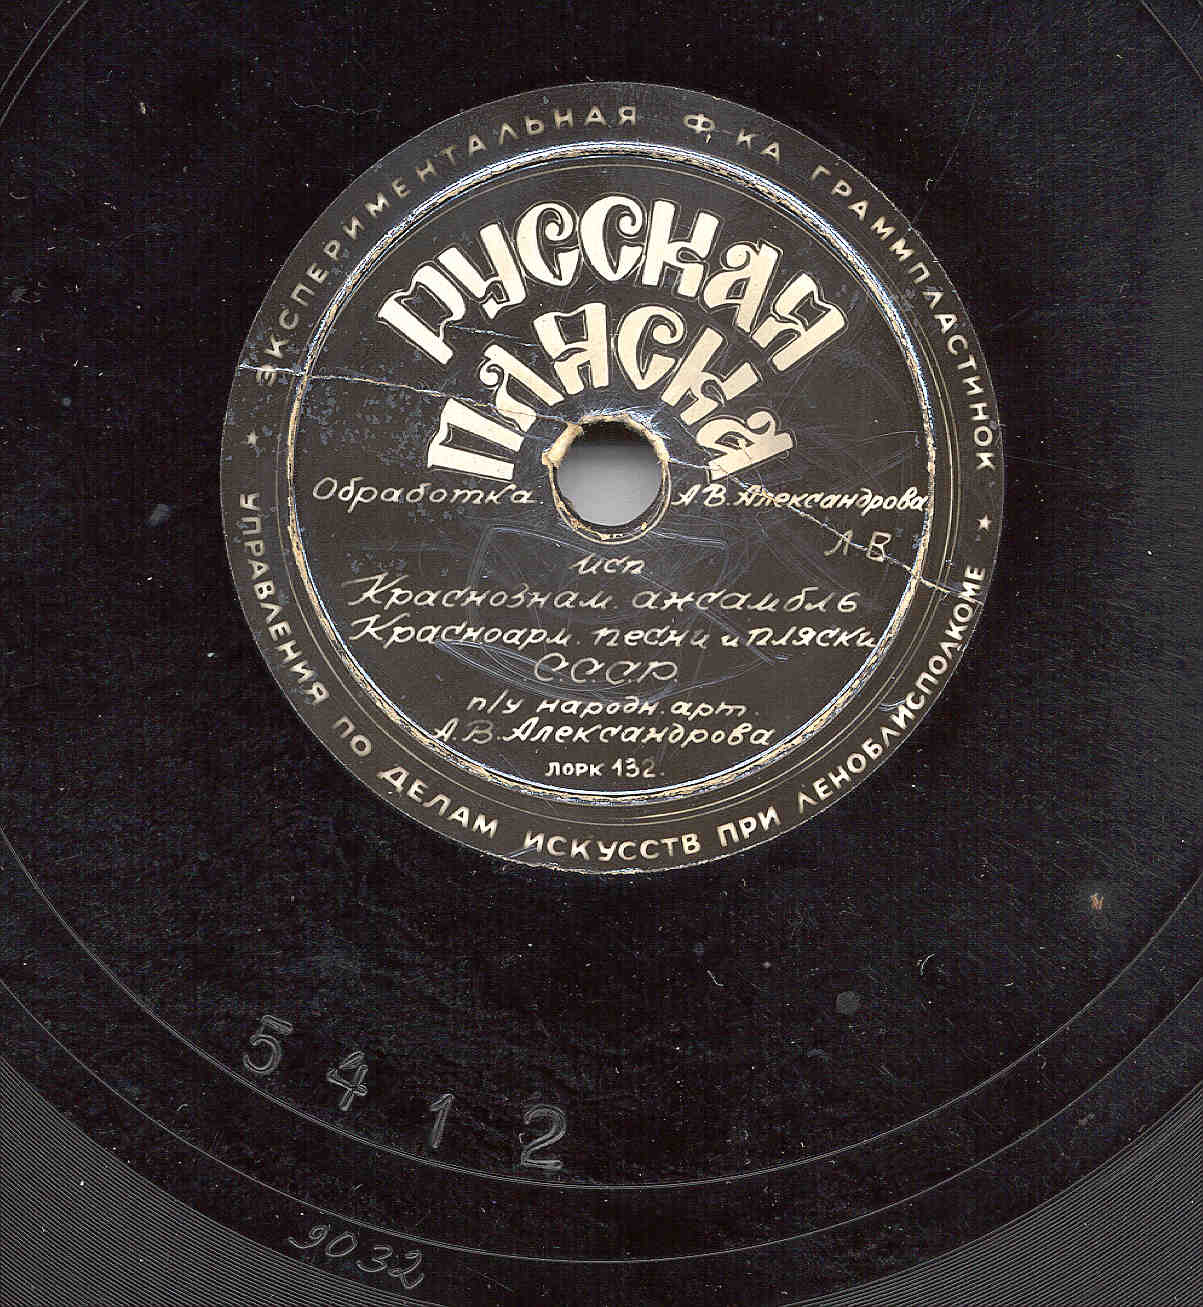 ЭКСПЕРИМЕНТАЛЬНАЯ Ф-КА ГРАММПЛАСТИНОК
РУССКАЯ
ПЛЯСКА
Обработка А.В.Александрова
Л-В
исп
Краснознам. ансамбль
Красноарм. песни и пляски
СССР.
п/у народн. арт.
А.В.Александрова
ЛОРК 132.
УПРАВЛЕНИЯ ПО ДЕЛАМ ИСКУССТВ ПРИ ЛЕНОБЛИСПОЛКОМЕ
5412
9032